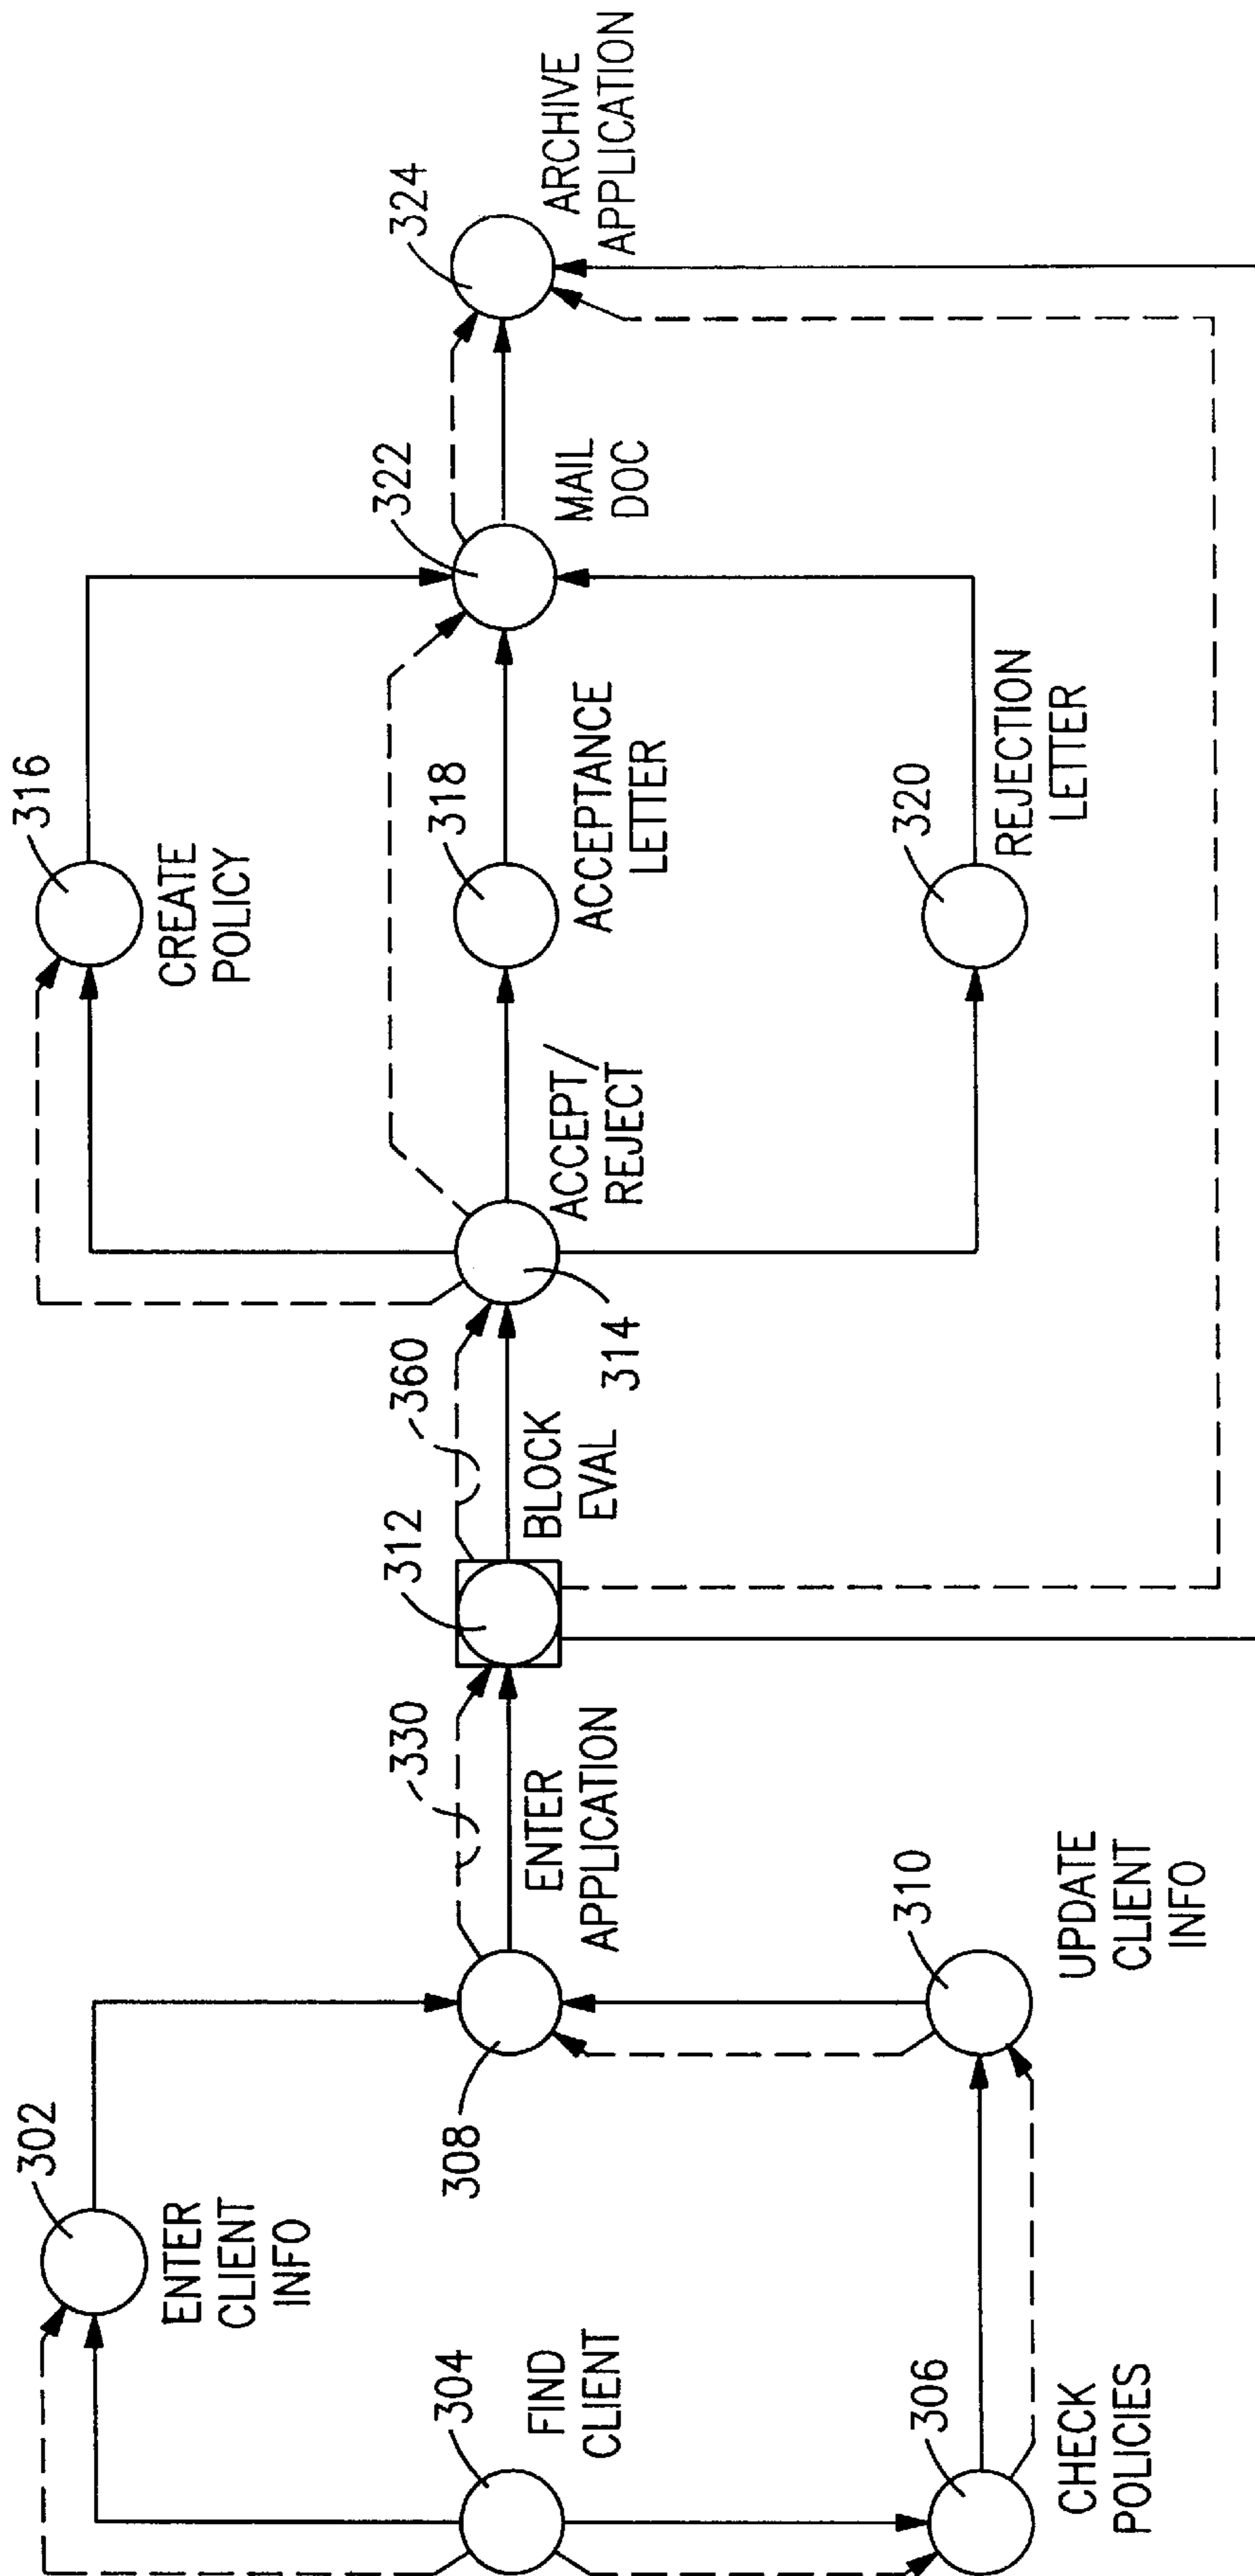 302
ENTER
CLIENT
INFO
304
FIND
CLIENT
306
CHECK
POLICIES
308
ENTER
APPLICATION
310
UPDATE
CLIENT
INFO
330
312
BLOCK
EVAL
360
314
ACCEPT/
REJECT
316
CREATE
POLICY
318
ACCEPTANCE
LETTER
320
REJECTION
LETTER
322
MAIL
DOC
324
ARCHIVE
APPLICATION